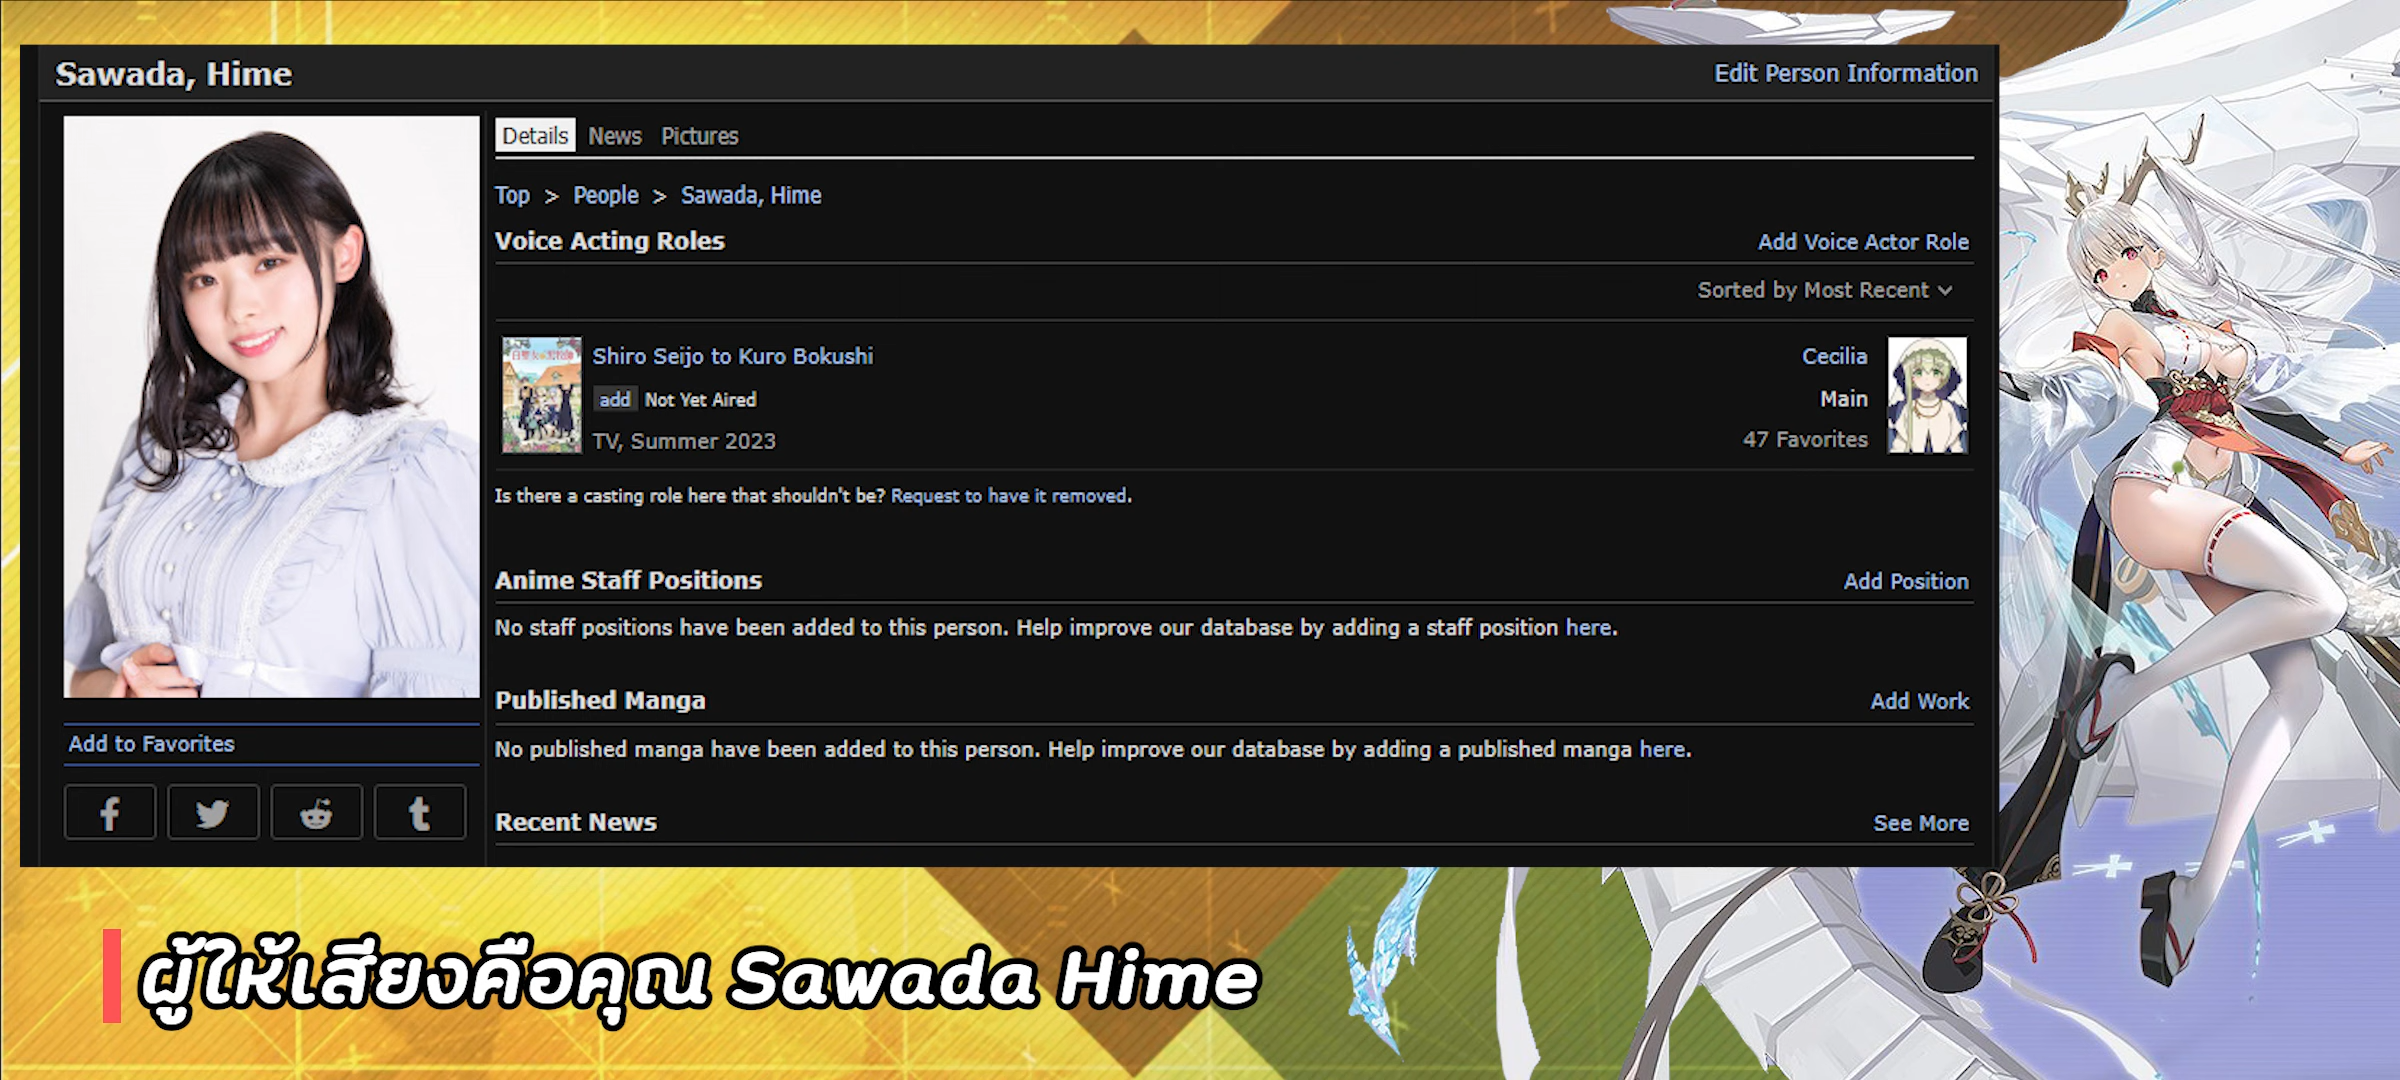 Sawada, Hime
Edit Person Information
Details News Pictures
Top > People > Sawada, Hime
Voice Acting Roles
Add Voice Actor Role
Sorted by Most Recent
Shiro Seijo to Kuro Bokushi
add Not Yet Aired
TV, Summer 2023
Cecilia
Main
47 Favorites
Is there a casting role here that shouldn't be? Request to have it removed.
Anime Staff Positions
Add Position
No staff positions have been added to this person. Help improve our database by adding a staff position here.
Published Manga
Add Work
No published manga have been added to this person. Help improve our database by adding a published manga here.
Recent News
See More
Add to Favorites
ผู้ให้เสียงคือคุณ Sawada Hime